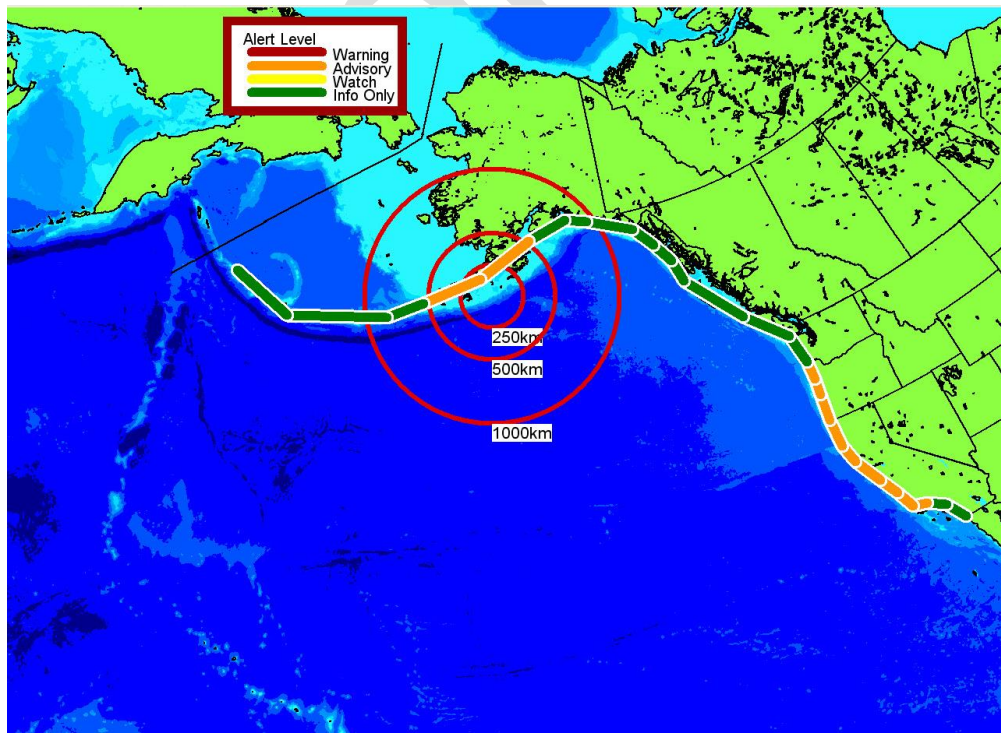 Alert Level
Warning
Advisory
Watch
Info Only
250km
500km
1000km